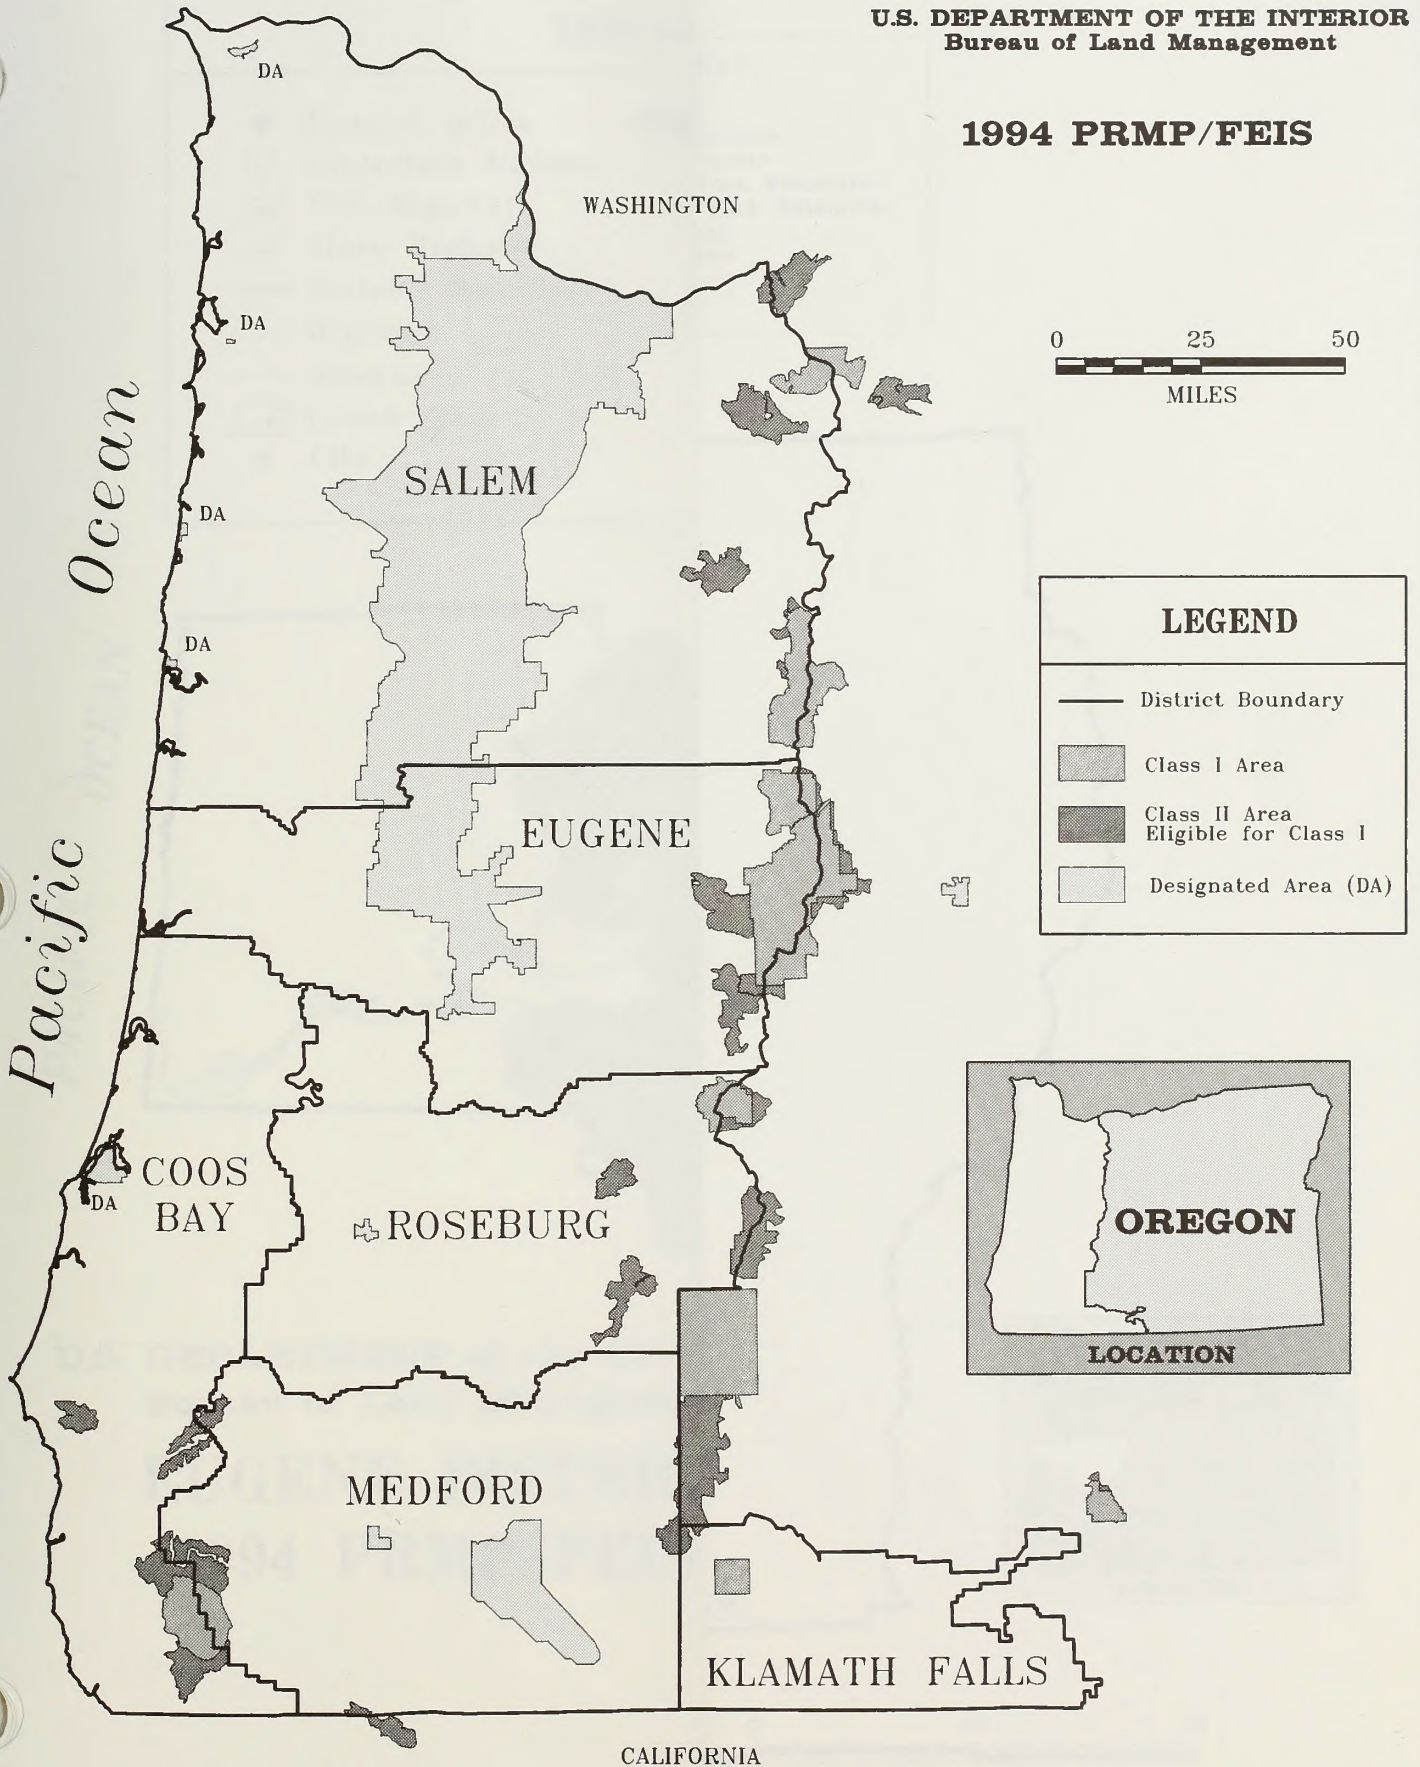 U.S. DEPARTMENT OF THE INTERIOR
Bureau of Land Management
1994 PRMP/FEIS
DA
WASHINGTON
DA
0 25 50
MILES
Pacific Ocean
SALEM
DA
DA
LEGEND
District Boundary
Class I Area
Class II Area
Eligible for Class I
Designated Area (DA)
EUGENE
COOS
BAY
DA
ROSEBURG
OREGON
LOCATION
MEDFORD
KLAMATH FALLS
CALIFORNIA